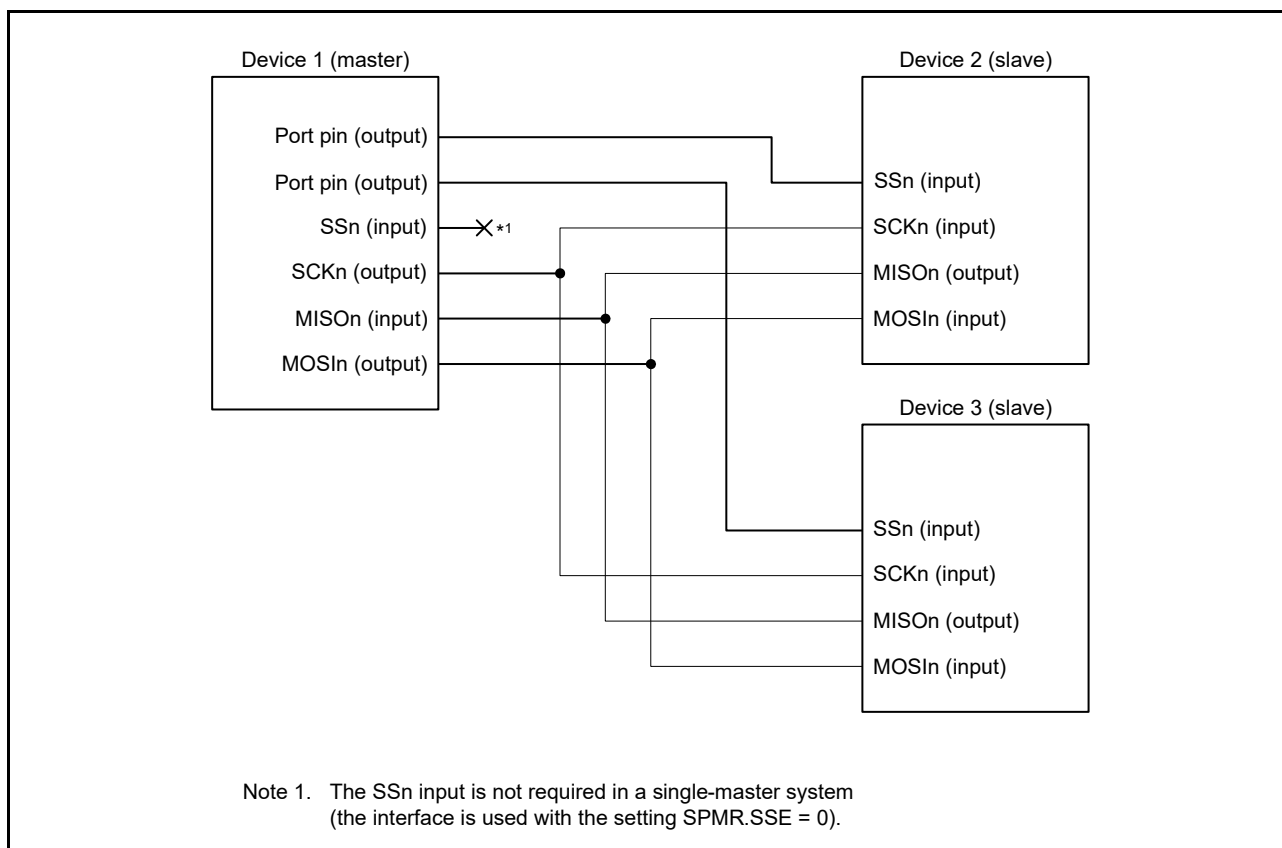 Device 1 (master)
Port pin (output)
Port pin (output)
SSn (input)
*1
SCKn (output)
MISOn (input)
MOSIn (output)
Device 2 (slave)
SSn (input)
SCKn (input)
MISOn (output)
MOSIn (input)
Device 3 (slave)
SSn (input)
SCKn (input)
MISOn (output)
MOSIn (input)
Note 1. The SSn input is not required in a single-master system
(the interface is used with the setting SPMR.SSE = 0).